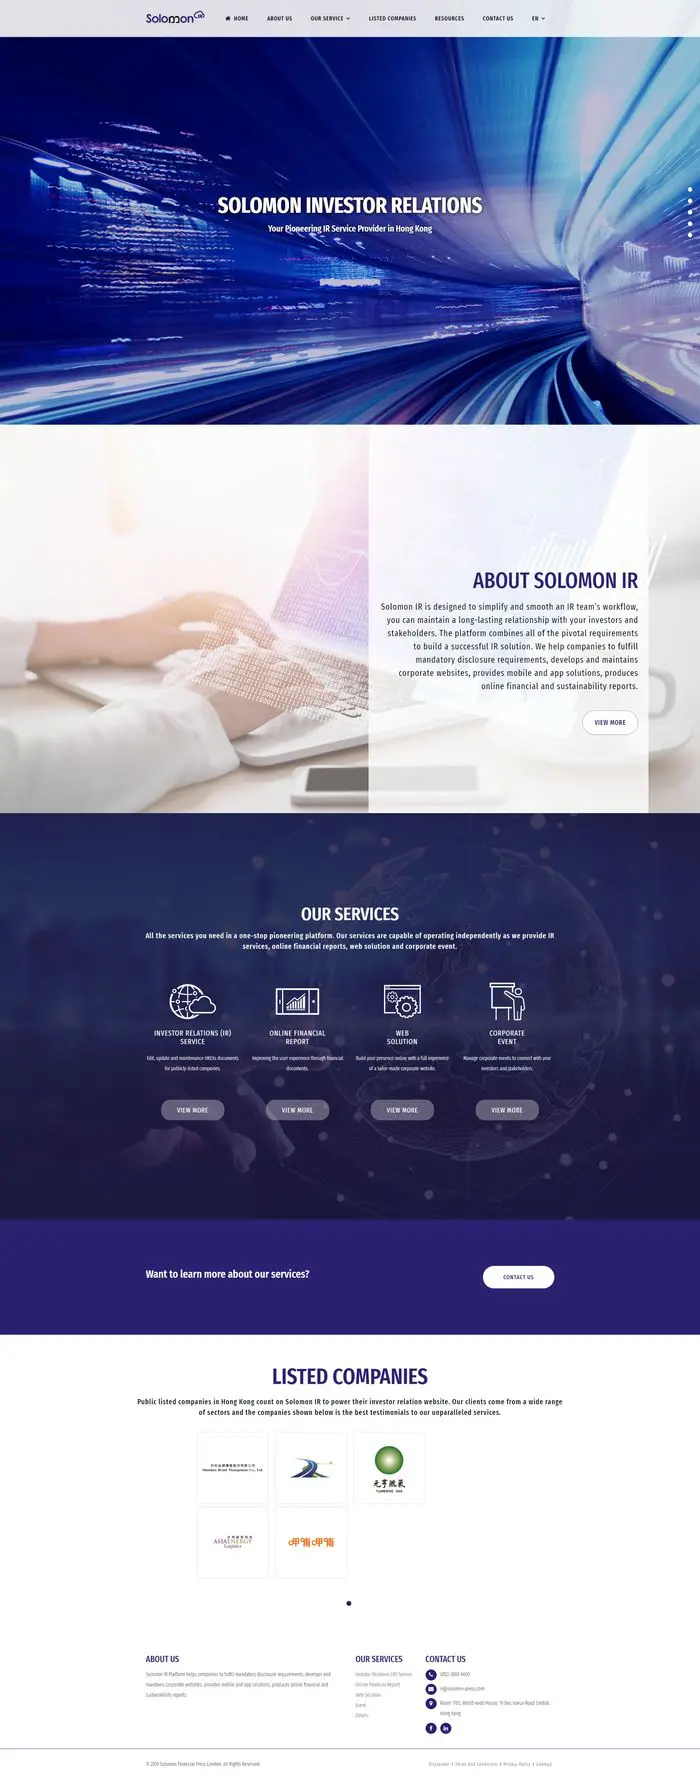 Solomon IR
HOME ABOUT US OUR SERVICE LISTED COMPANIES RESOURCES CONTACT US EN
SOLOMON INVESTOR RELATIONS
Your Pioneering IR Service Provider in Hong Kong
ABOUT SOLOMON IR
Solomon IR is designed to simplify and smooth an IR team's workflow,
you can maintain a long-lasting relationship with your investors and
stakeholders. The platform combines all of the pivotal requirements
to build a successful IR solution. We help companies to fulfill
mandatory disclosure requirements, develops and maintains
corporate websites, provides mobile and app solutions, produces
online financial and sustainability reports.
VIEW MORE
OUR SERVICES
All the services you need in a one-stop pioneering platform. Our services are capable of operating independently as we provide IR
services, online financial reports, web solution and corporate event.
INVESTOR RELATIONS (IR)
SERVICE
Edit, update and maintenance HKEXs documents
for publicly-listed companies.
VIEW MORE
ONLINE FINANCIAL
REPORT
Improving the user experience through financial
documents.
VIEW MORE
WEB
SOLUTION
Build your presence online with a full experience
of a tailor-made corporate website.
VIEW MORE
CORPORATE
EVENT
Manage corporate events to connect with your
investors and stakeholders.
VIEW MORE
Want to learn more about our services?
CONTACT US
LISTED COMPANIES
Public listed companies in Hong Kong count on Solomon IR to power their investor relation website. Our clients come from a wide range
of sectors and the companies shown below is the best testimonials to our unparalleled services.
Brand Management Co., Ltd.
元亨燃氣
YUANHENG GAS
ASIAENERGY
Logistics
呷哺呷哺
ABOUT US
Solomon IR Platform helps companies to fulfill mandatory disclosure requirements, develops and
maintains corporate websites, provides mobile and app solutions, produces online financial and
sustainability reports.
OUR SERVICES
Investor Relations (IR) Service
Online Financial Report
Web Solution
Event
Others
CONTACT US
(852) 3900 9600
ir@solomon-press.com
Room 1703, World-wide House, 19 Des Voeux Road Central,
Hong Kong
© 2019 Solomon Financial Press Limited. All Rights Reserved.
Disclaimer | Terms and Conditions | Privacy Policy | Sitemap